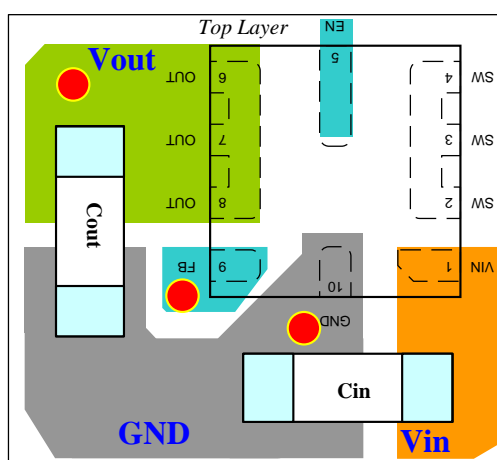 Top Layer
EN
5
Vout
OUT
6
4
SW
OUT
7
3
SW
OUT
8
2
SW
Cout
FB
9
10
1
VIN
GND
Cin
GND
Vin